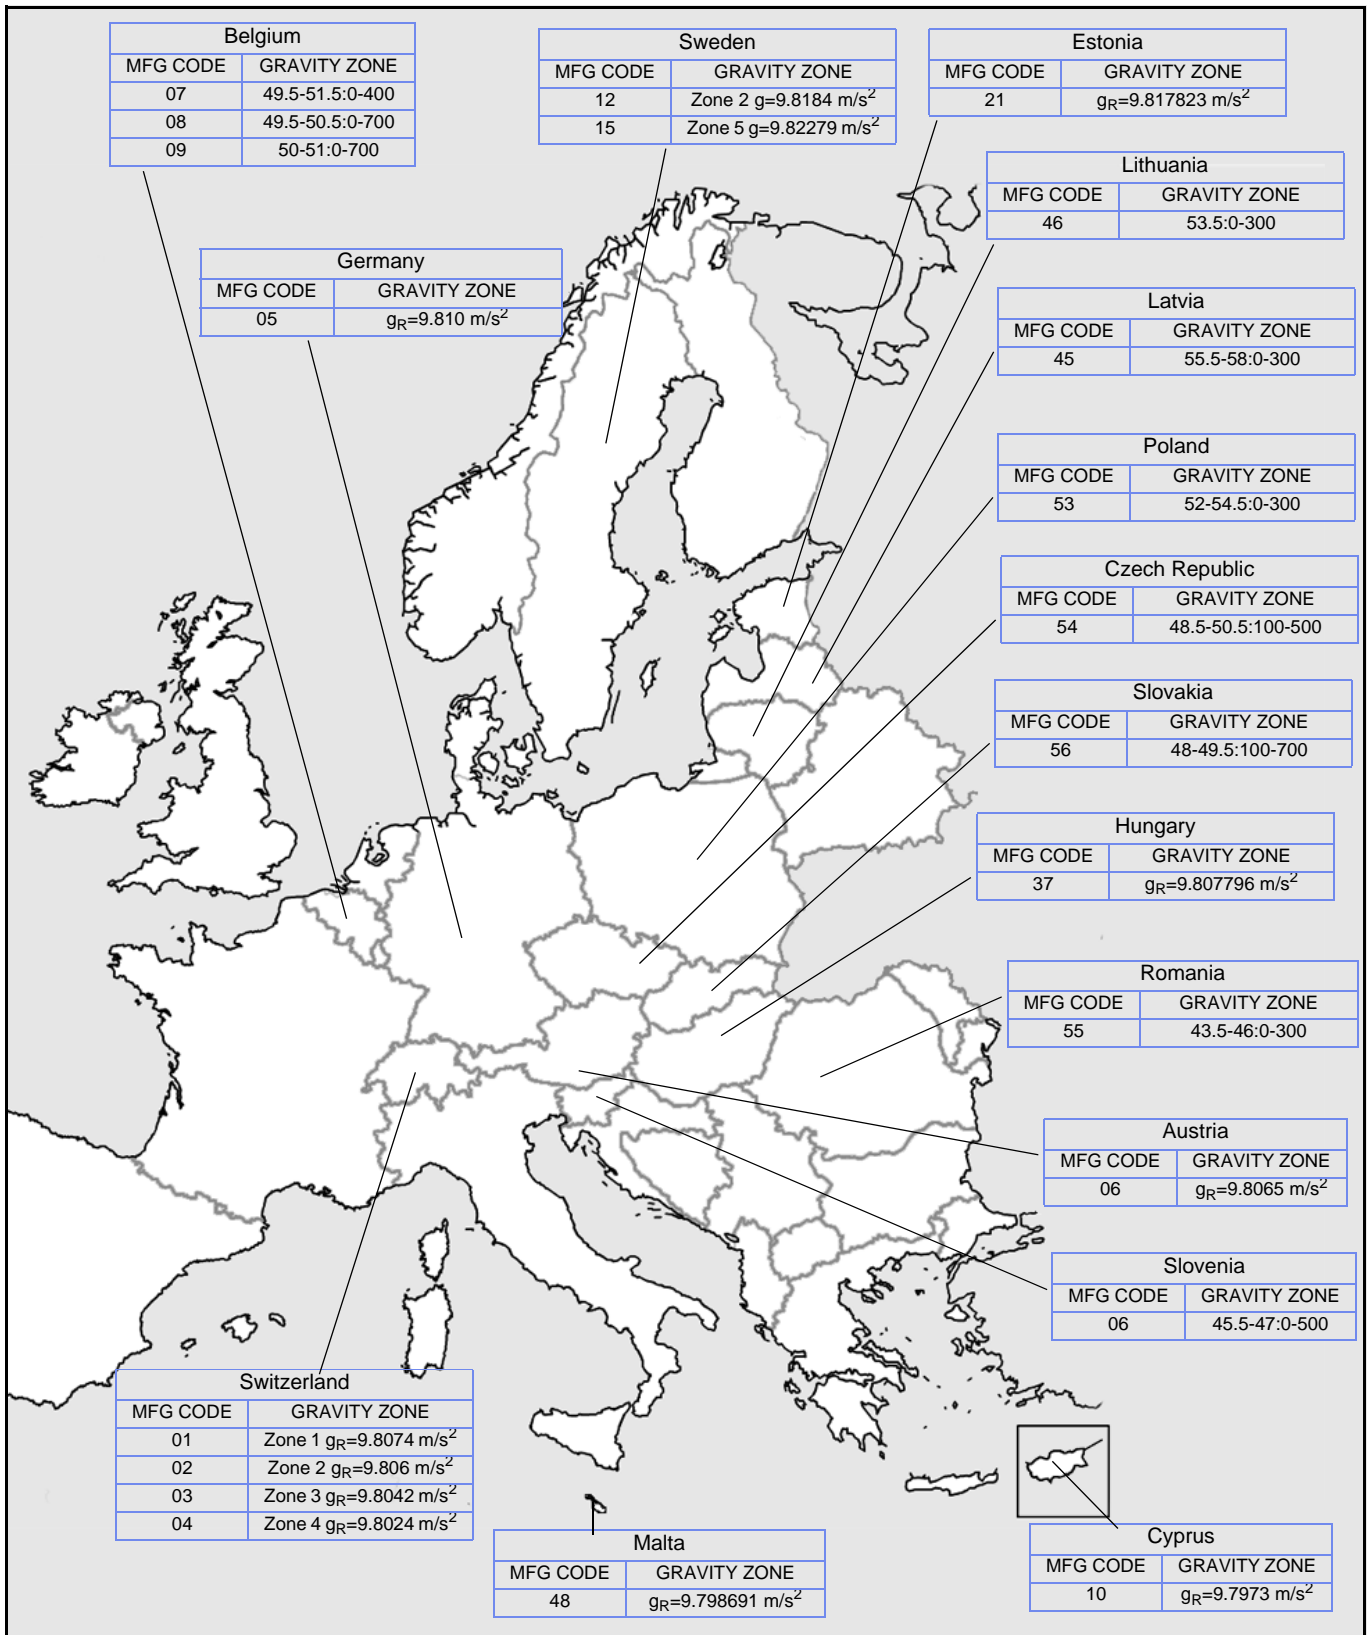 Belgium
MFG CODE GRAVITY ZONE
07 49.5-51.5:0-400
08 49.5-50.5:0-700
09 50-51:0-700
Sweden
MFG CODE GRAVITY ZONE
12 Zone 2 g=9.8184 m/s²
15 Zone 5 g=9.82279 m/s²
Estonia
MFG CODE GRAVITY ZONE
21 gR=9.817823 m/s²
Lithuania
MFG CODE GRAVITY ZONE
46 53.5:0-300
Germany
MFG CODE GRAVITY ZONE
05 gR=9.810 m/s²
Latvia
MFG CODE GRAVITY ZONE
45 55.5-58:0-300
Poland
MFG CODE GRAVITY ZONE
53 52-54.5:0-300
Czech Republic
MFG CODE GRAVITY ZONE
54 48.5-50.5:100-500
Slovakia
MFG CODE GRAVITY ZONE
56 48-49.5:100-700
Hungary
MFG CODE GRAVITY ZONE
37 gR=9.807796 m/s²
Romania
MFG CODE GRAVITY ZONE
55 43.5-46:0-300
Austria
MFG CODE GRAVITY ZONE
06 gR=9.8065 m/s²
Slovenia
MFG CODE GRAVITY ZONE
06 45.5-47:0-500
Switzerland
MFG CODE GRAVITY ZONE
01 Zone 1 gR=9.8074 m/s²
02 Zone 2 gR=9.806 m/s²
03 Zone 3 gR=9.8042 m/s²
04 Zone 4 gR=9.8024 m/s²
Malta
MFG CODE GRAVITY ZONE
48 gR=9.798691 m/s²
Cyprus
MFG CODE GRAVITY ZONE
10 gR=9.7973 m/s²